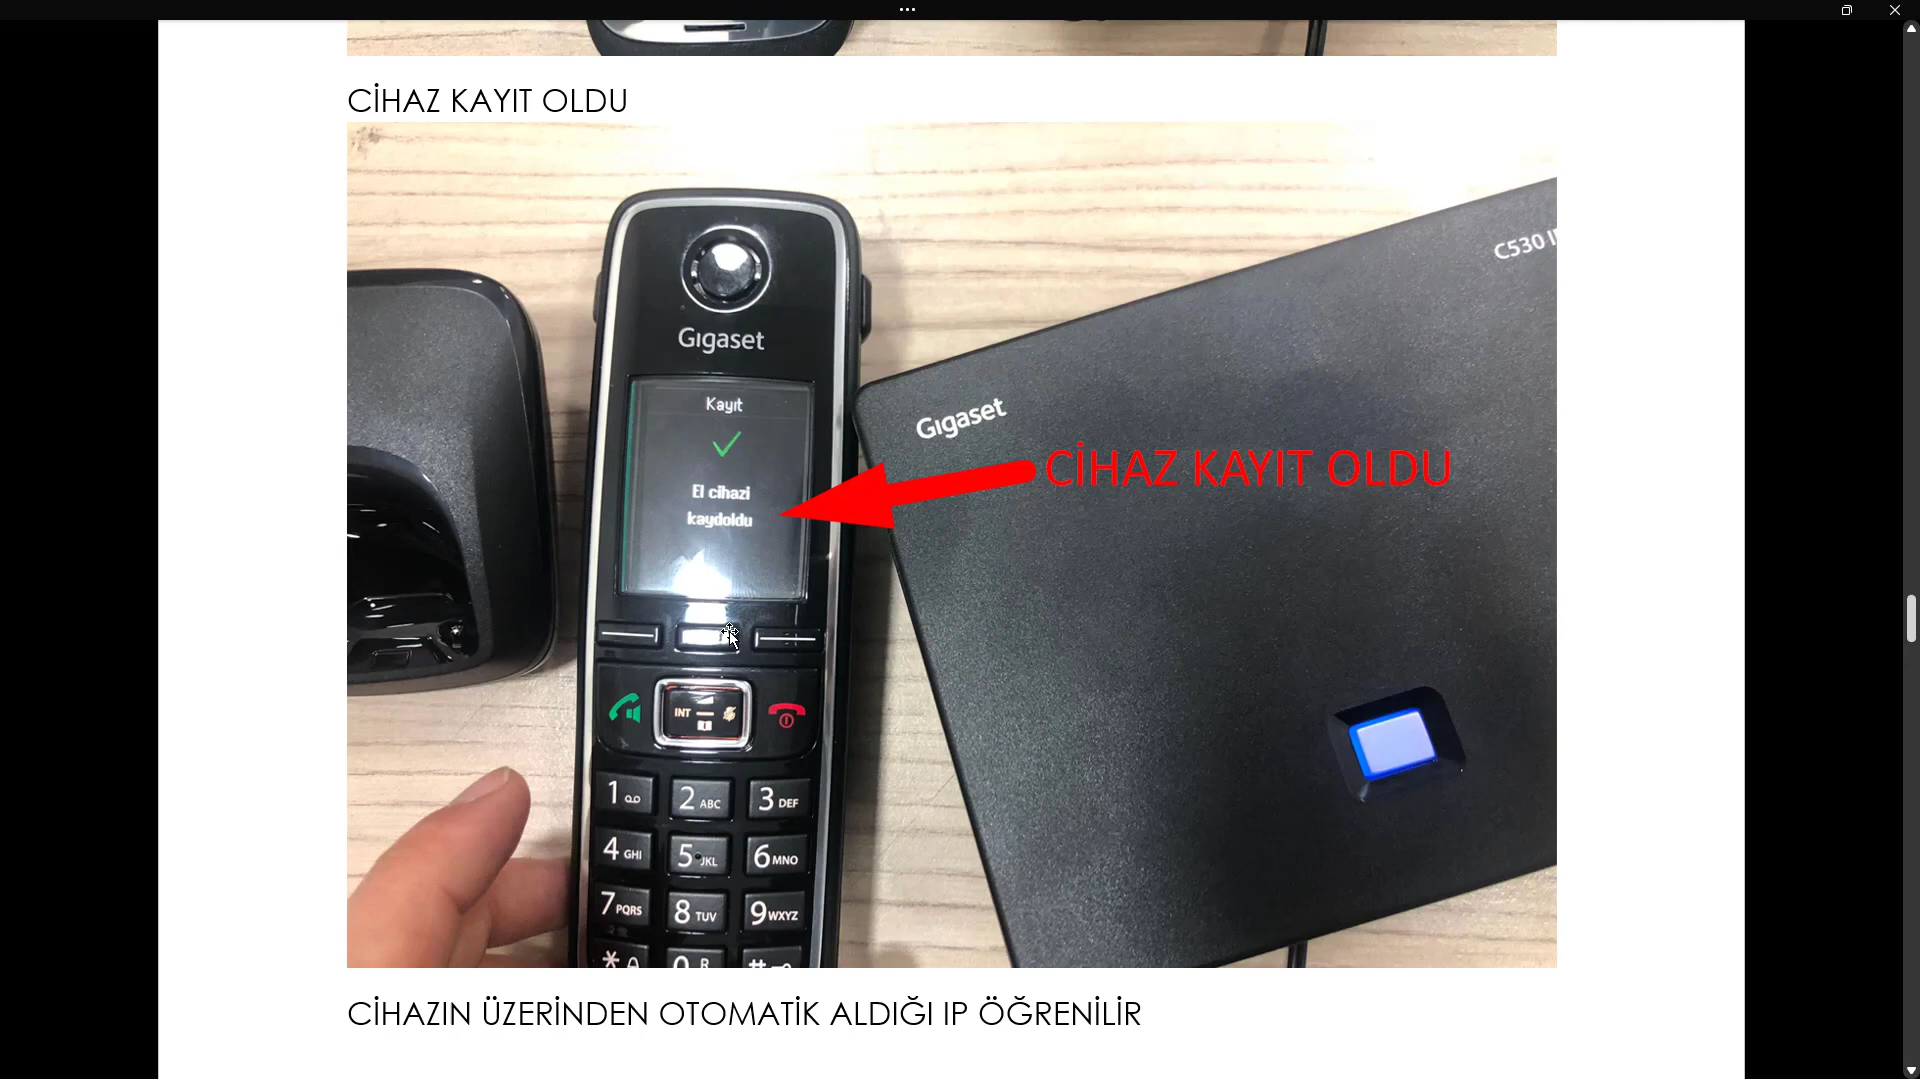 CİHAZ KAYIT OLDU
C530
Gigaset
Kayıt
El cihazi
kaydoldu
Gigaset
CİHAZ KAYIT OLDU
INT
1
2 ABC
3 DEF
4 GHI
5 JKL
6 MNO
7 PQRS
8 TUV
9 WXYZ
*
0
#
CİHAZIN ÜZERİNDEN OTOMATİK ALDIĞI IP ÖĞRENİLİR